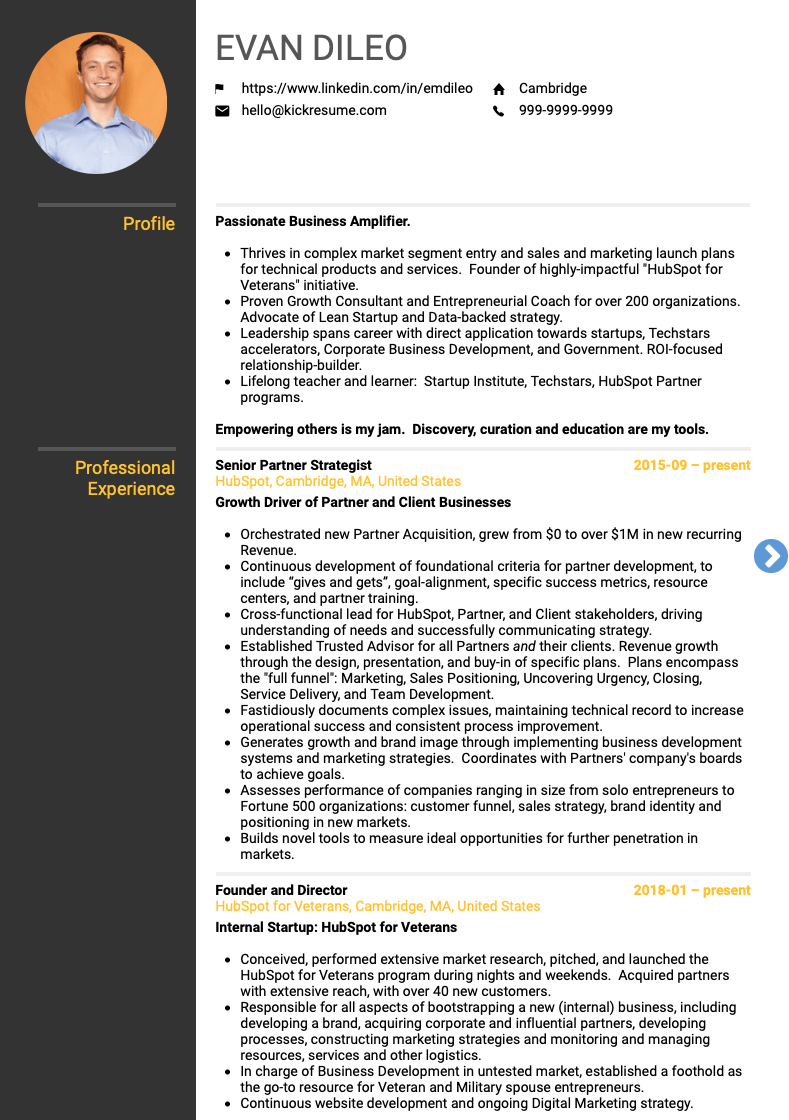 EVAN DILEO
https://www.linkedin.com/in/emdileo
Cambridge
hello@kickresume.com
999-9999-9999
Profile
Passionate Business Amplifier.
• Thrives in complex market segment entry and sales and marketing launch plans
for technical products and services.  Founder of highly-impactful "HubSpot for
Veterans" initiative.
• Proven Growth Consultant and Entrepreneurial Coach for over 200 organizations.
Advocate of Lean Startup and Data-backed strategy.
• Leadership spans career with direct application towards startups, Techstars
accelerators, Corporate Business Development, and Government. ROI-focused
relationship-builder.
• Lifelong teacher and learner:  Startup Institute, Techstars, HubSpot Partner
programs.
Empowering others is my jam.  Discovery, curation and education are my tools.
Professional
Experience
Senior Partner Strategist
2015-09 – present
HubSpot, Cambridge, MA, United States
Growth Driver of Partner and Client Businesses
• Orchestrated new Partner Acquisition, grew from $0 to over $1M in new recurring
Revenue.
• Continuous development of foundational criteria for partner development, to
include “gives and gets”, goal-alignment, specific success metrics, resource
centers, and partner training.
• Cross-functional lead for HubSpot, Partner, and Client stakeholders, driving
understanding of needs and successfully communicating strategy.
• Established Trusted Advisor for all Partners and their clients. Revenue growth
through the design, presentation, and buy-in of specific plans.  Plans encompass
the "full funnel": Marketing, Sales Positioning, Uncovering Urgency, Closing,
Service Delivery, and Team Development.
• Fastidiously documents complex issues, maintaining technical record to increase
operational success and consistent process improvement.
• Generates growth and brand image through implementing business development
systems and marketing strategies.  Coordinates with Partners' company's boards
to achieve goals.
• Assesses performance of companies ranging in size from solo entrepreneurs to
Fortune 500 organizations: customer funnel, sales strategy, brand identity and
positioning in new markets.
• Builds novel tools to measure ideal opportunities for further penetration in
markets.
Founder and Director
2018-01 – present
HubSpot for Veterans, Cambridge, MA, United States
Internal Startup: HubSpot for Veterans
• Conceived, performed extensive market research, pitched, and launched the
HubSpot for Veterans program during nights and weekends.  Acquired partners
with extensive reach, with over 40 new customers.
• Responsible for all aspects of bootstrapping a new (internal) business, including
developing a brand, acquiring corporate and influential partners, developing
processes, constructing marketing strategies and monitoring and managing
resources, services and other logistics.
• In charge of Business Development in untested market, established a foothold as
the go-to resource for Veteran and Military spouse entrepreneurs.
• Continuous website development and ongoing Digital Marketing strategy.